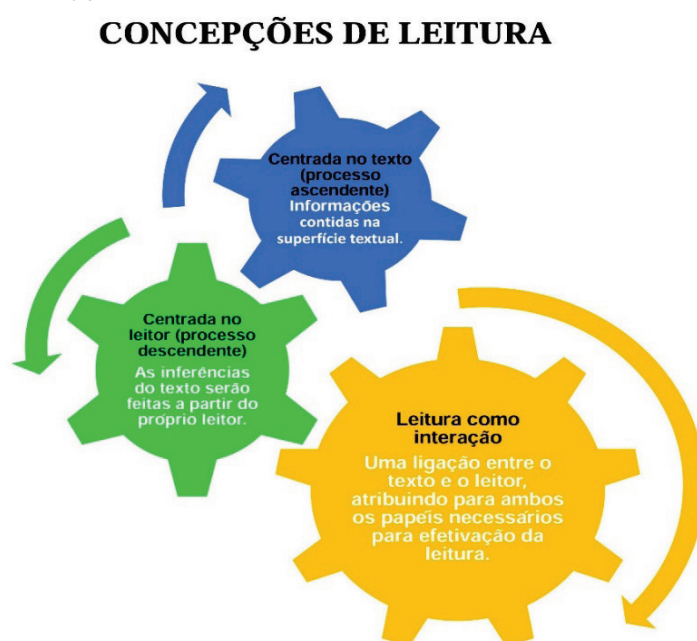 CONCEPÇÕES DE LEITURA
Centrada no texto
(processo
ascendente)
Informações
contidas na
superfície textual.
Centrada no
leitor (processo
descendente)
As inferências
do texto serão
feitas a partir do
próprio leitor.
Leitura como
interação
Uma ligação entre o
texto e o leitor,
atribuindo para ambos
os papéis necessários
para efetivação da
leitura.